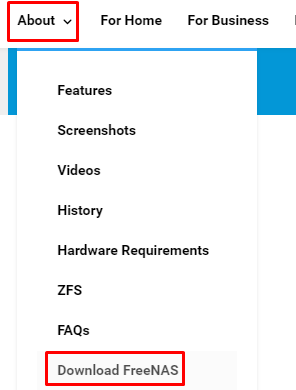 About For Home For Business
Features
Screenshots
Videos
History
Hardware Requirements
ZFS
FAQs
Download FreeNAS